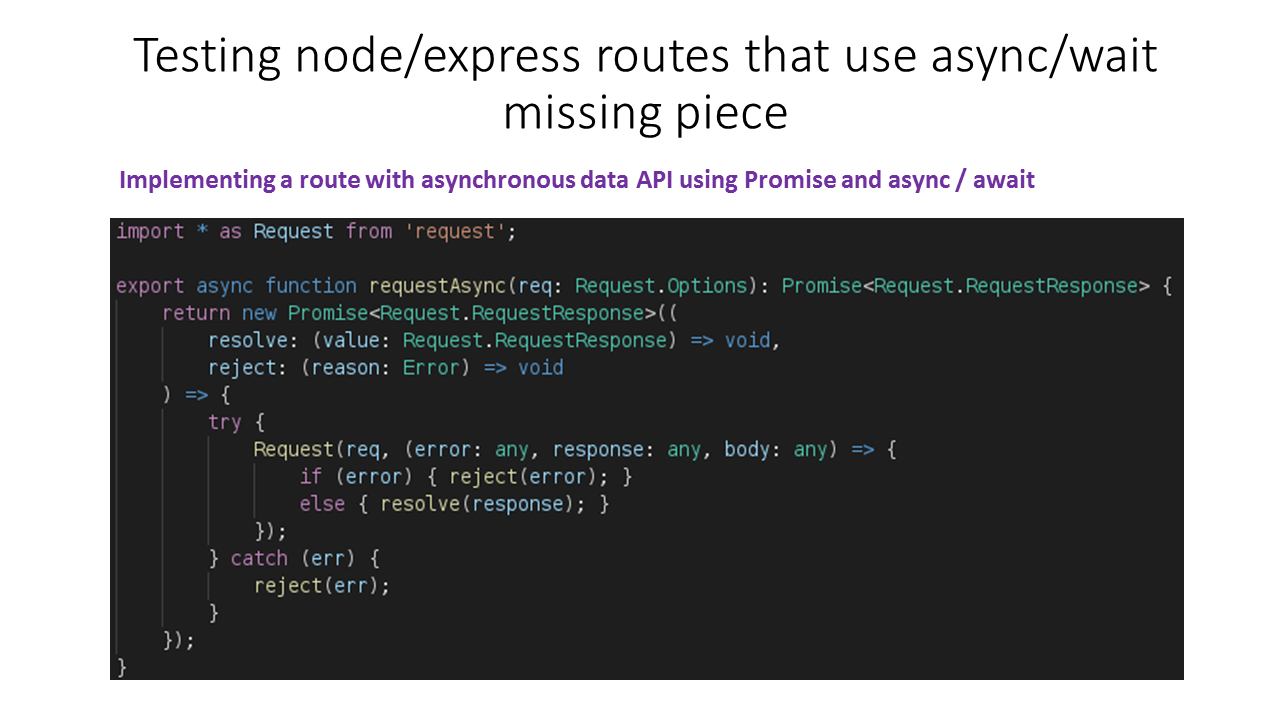 Testing node/express routes that use async/wait
missing piece
Implementing a route with asynchronous data API using Promise and async / await
import * as Request from 'request';
export async function requestAsync(req: Request.Options): Promise<Request.RequestResponse> {
    return new Promise<Request.RequestResponse>((
        resolve: (value: Request.RequestResponse) => void,
        reject: (reason: Error) => void
    ) => {
        try {
            Request(req, (error: any, response: any, body: any) => {
                if (error) { reject(error); }
                else { resolve(response); }
            });
        } catch (err) {
            reject(err);
        }
    });
}